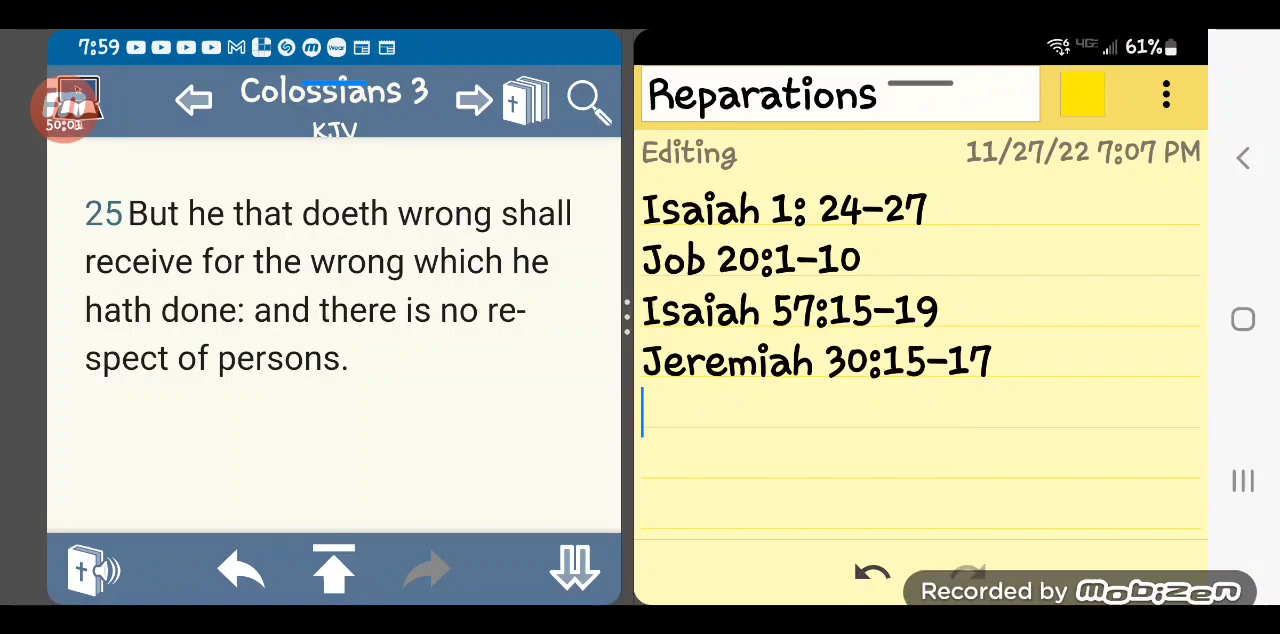 7:59
4G
61%
50:01
Colossians 3
KJV
25 But he that doeth wrong shall
receive for the wrong which he
hath done: and there is no re-
spect of persons.
Reparations
Editing 11/27/22 7:07 PM
Isaiah 1: 24-27
Job 20:1-10
Isaiah 57:15-19
Jeremiah 30:15-17
Recorded by mobizen